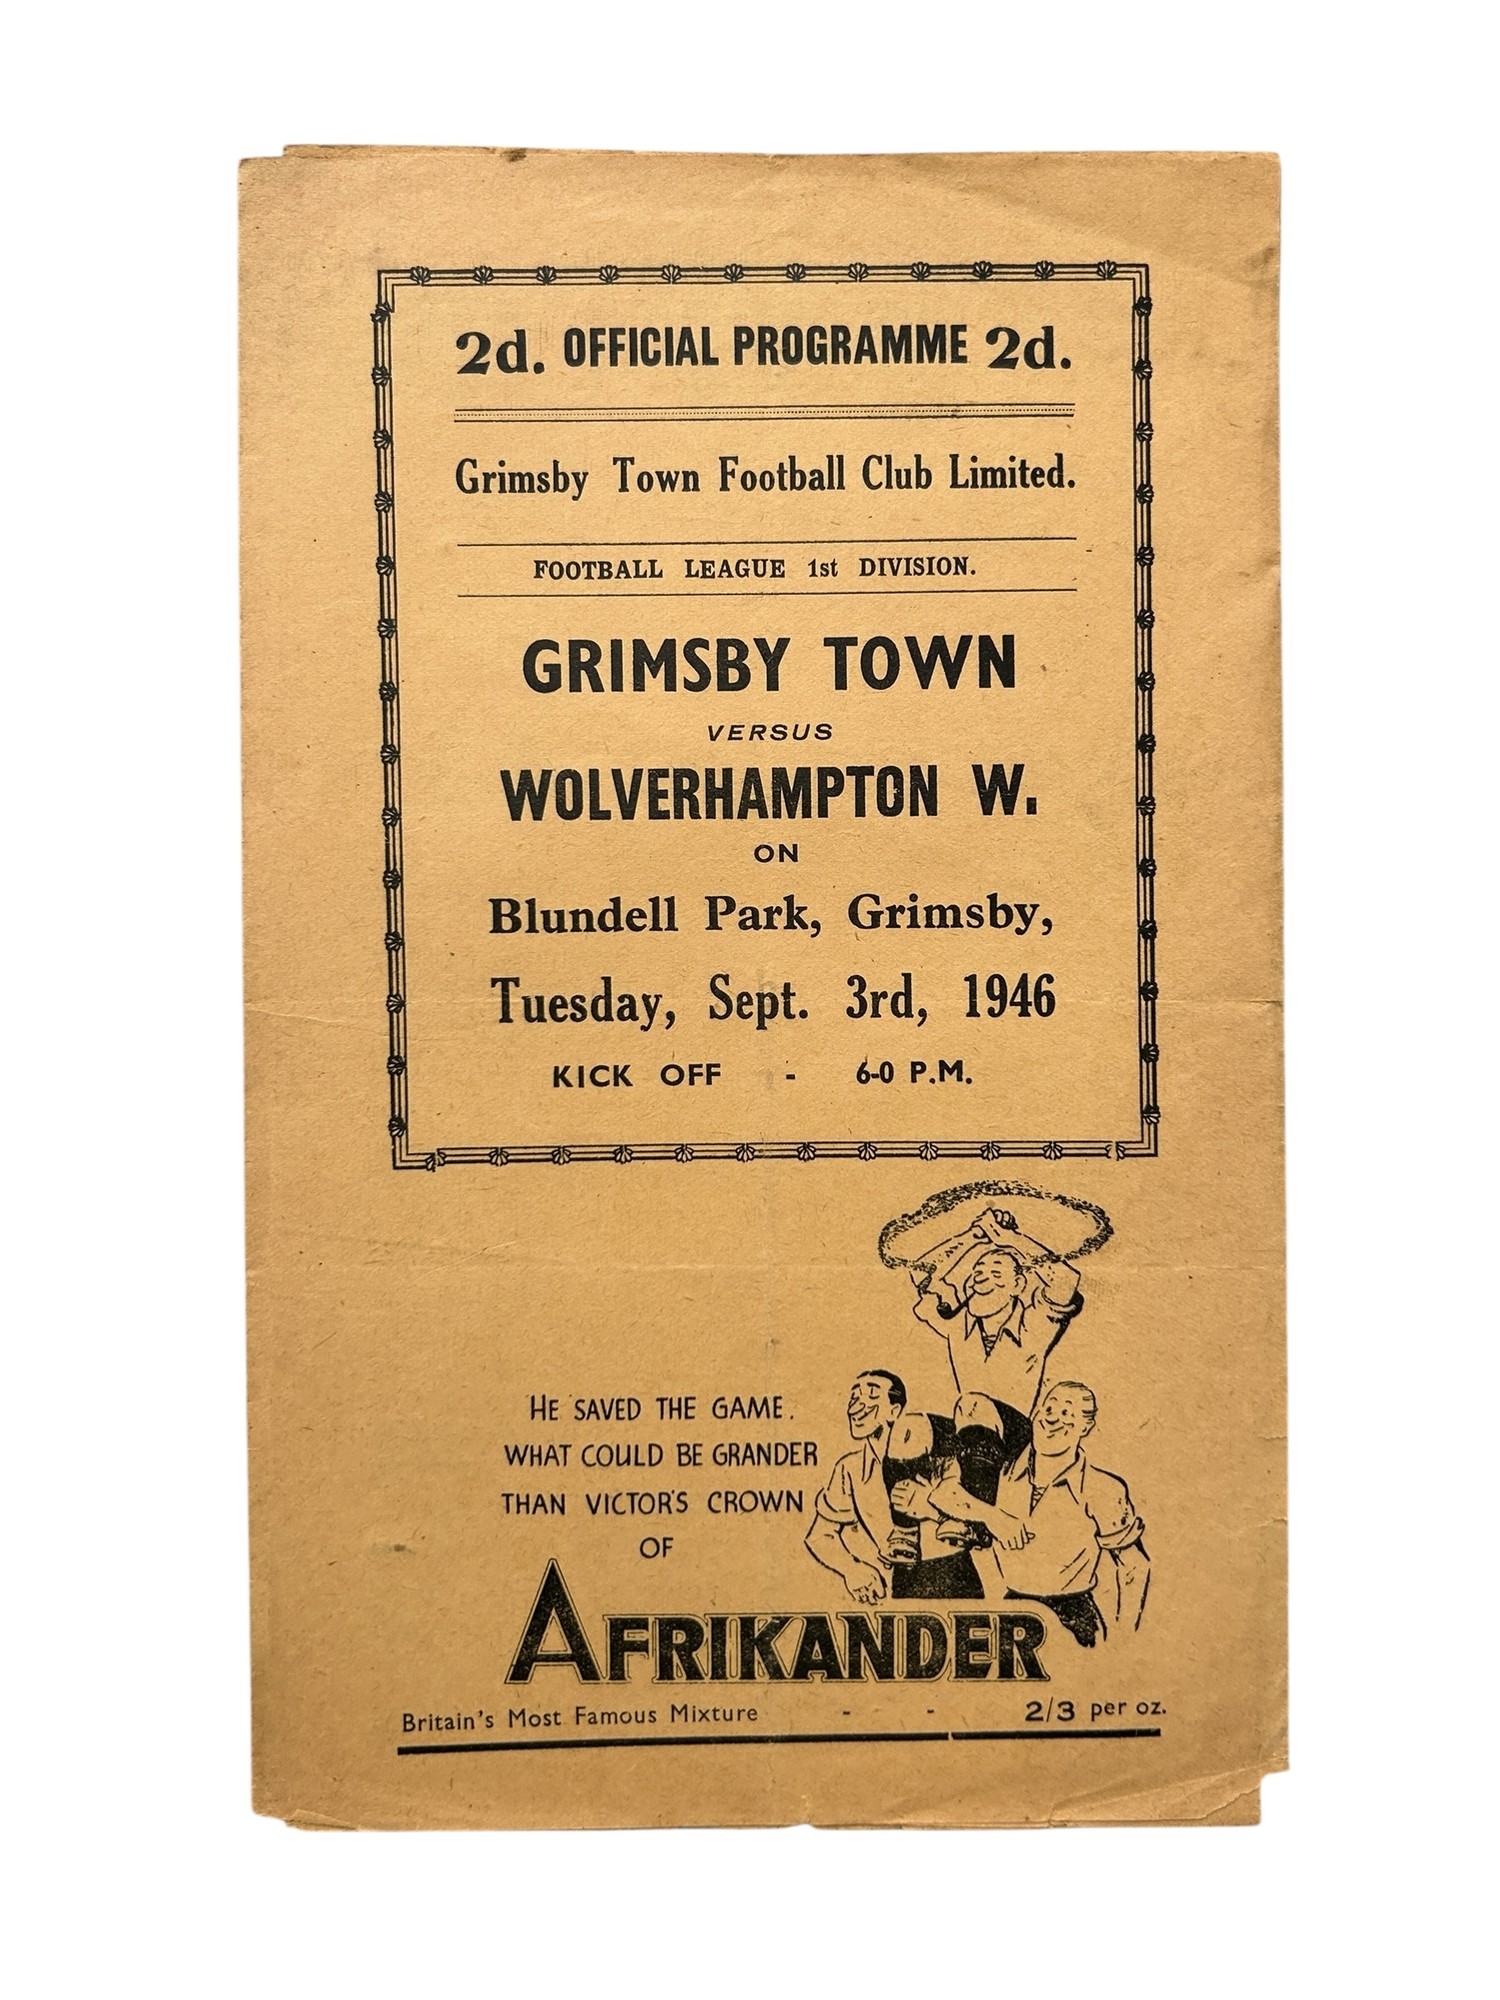 2d. OFFICIAL PROGRAMME 2d.
Grimsby Town Football Club Limited.
FOOTBALL LEAGUE 1st DIVISION.
GRIMSBY TOWN
VERSUS
WOLVERHAMPTON W.
ON
Blundell Park, Grimsby,
Tuesday, Sept. 3rd, 1946
KICK OFF - 6-0 P.M.
HE SAVED THE GAME.
WHAT COULD BE GRANDER
THAN VICTOR'S CROWN
OF
AFRIKANDER
Britain's Most Famous Mixture - - 2/3 per oz.